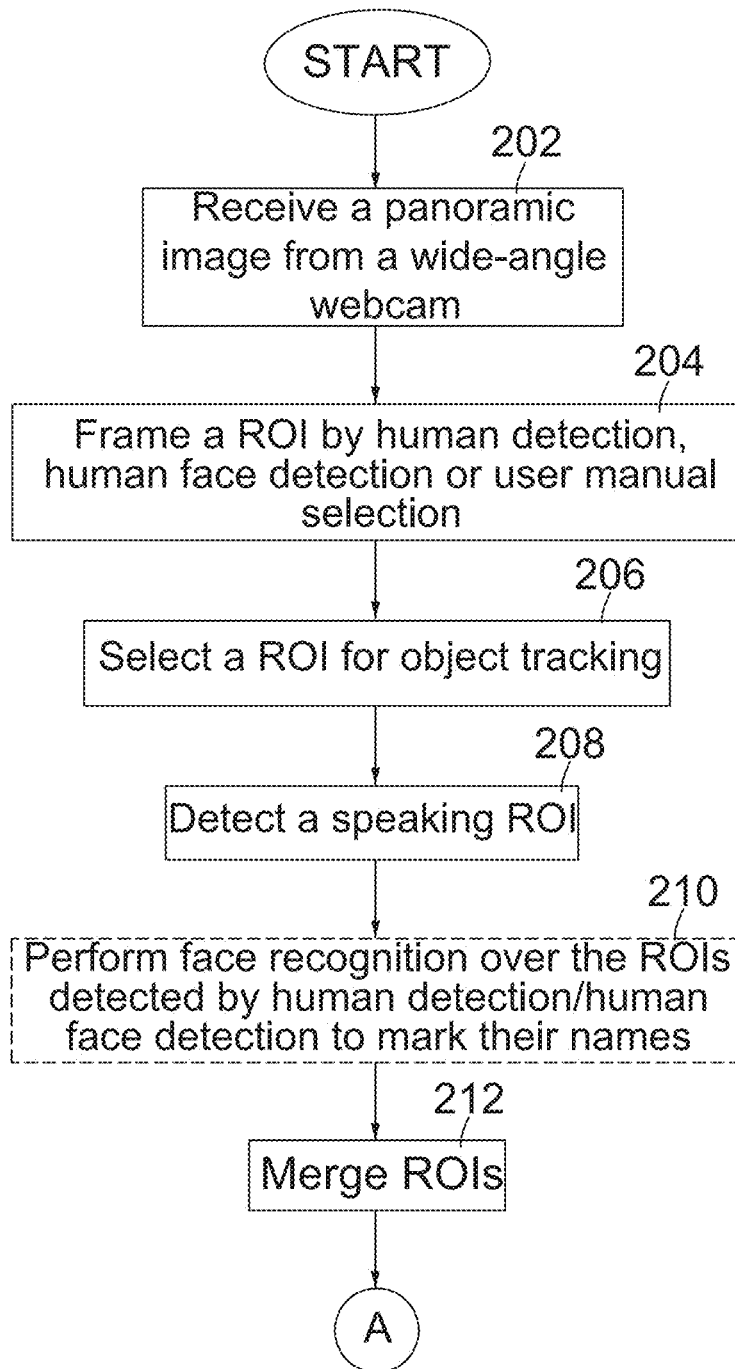 START
202
Receive a panoramic
image from a wide-angle
webcam
204
Frame a ROI by human detection,
human face detection or user manual
selection
206
Select a ROI for object tracking
208
Detect a speaking ROI
210
Perform face recognition over the ROIs
detected by human detection/human
face detection to mark their names
212
Merge ROIs
A